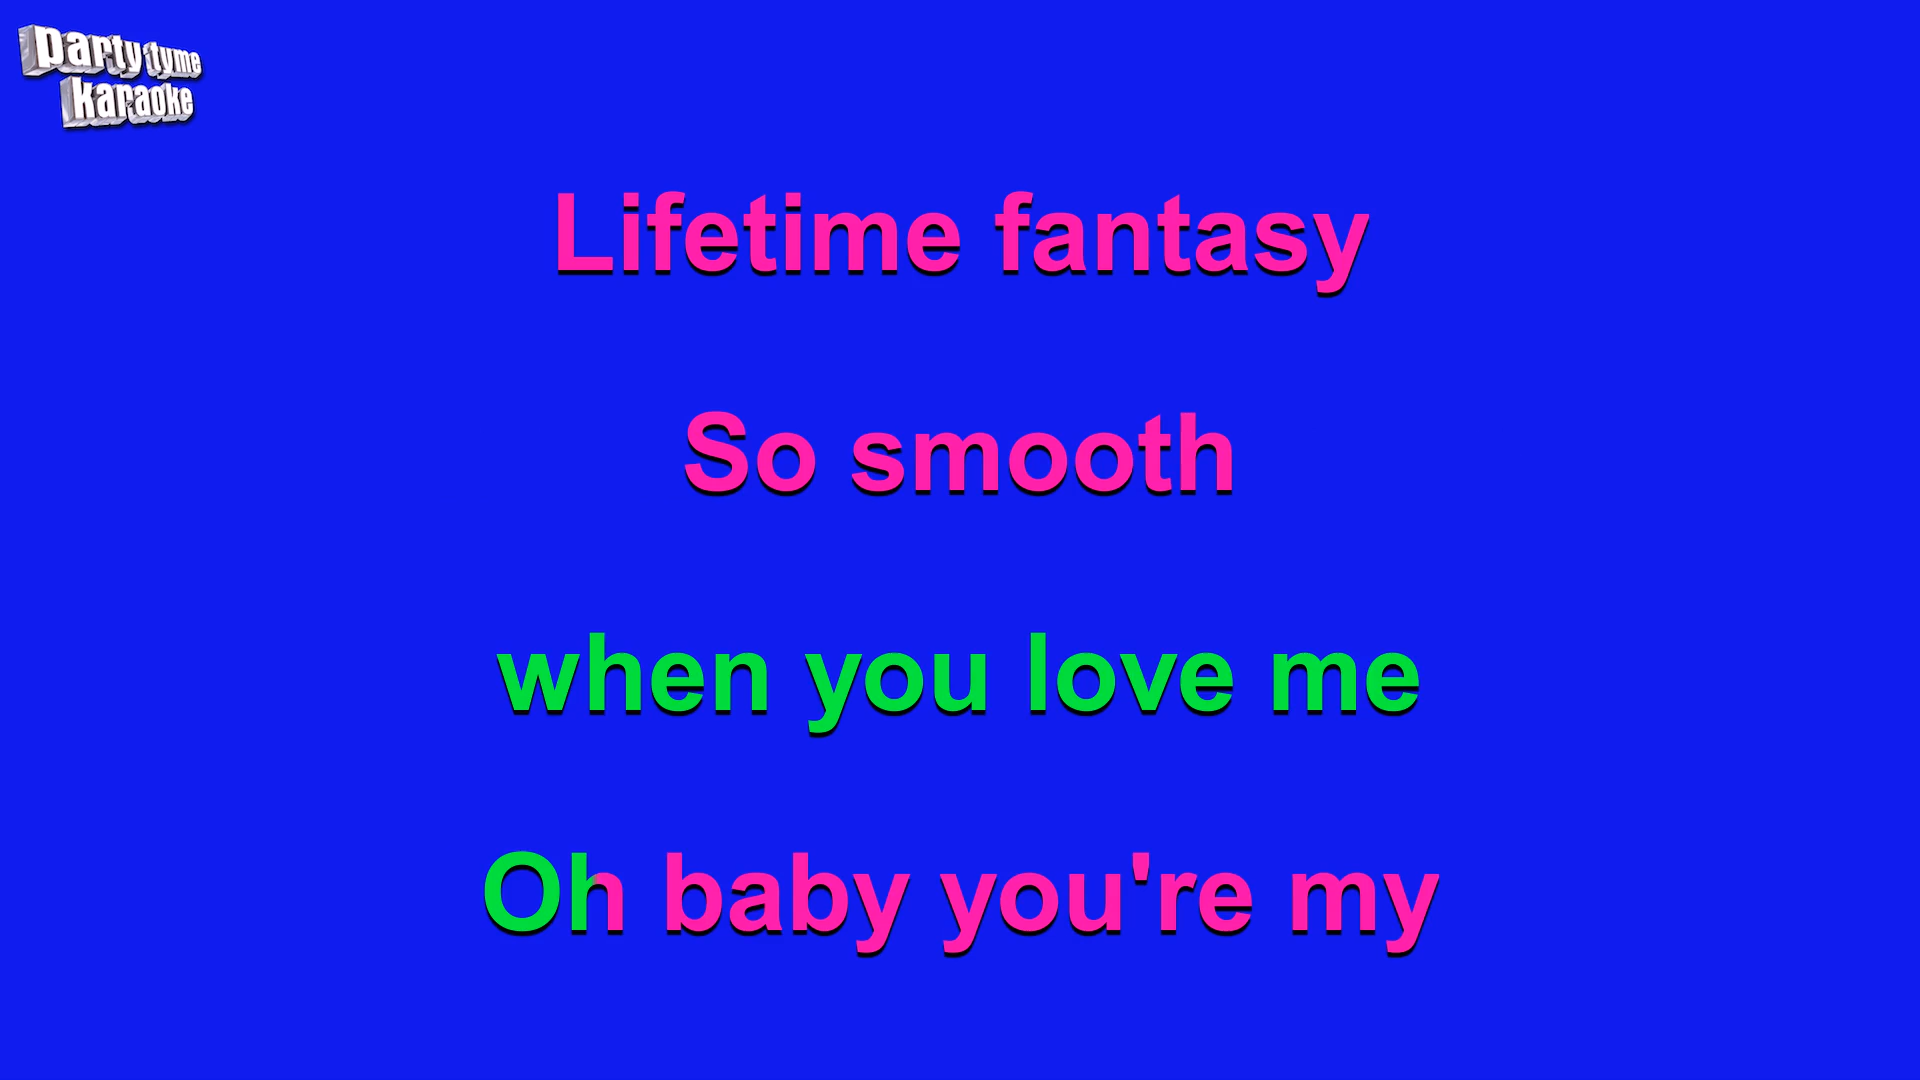 party tyme
karaoke
Lifetime fantasy
So smooth
when you love me
Oh baby you're my